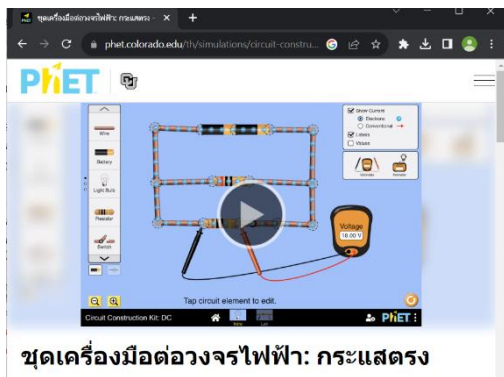 ชุดเครื่องมือต่อวงจรไฟฟ้า: กระแสตรง -
phet.colorado.edu/th/simulations/circuit-constru...
PhET
Show Current
Electrons
Conventional
Labels
Values
Wire
Battery
Light Bulb
Resistor
Switch
Voltmeter
Voltage
18.00 V
Tap circuit element to edit.
Circuit Construction Kit: DC
Intro
Lab
PhET
ชุดเครื่องมือต่อวงจรไฟฟ้า: กระแสตรง